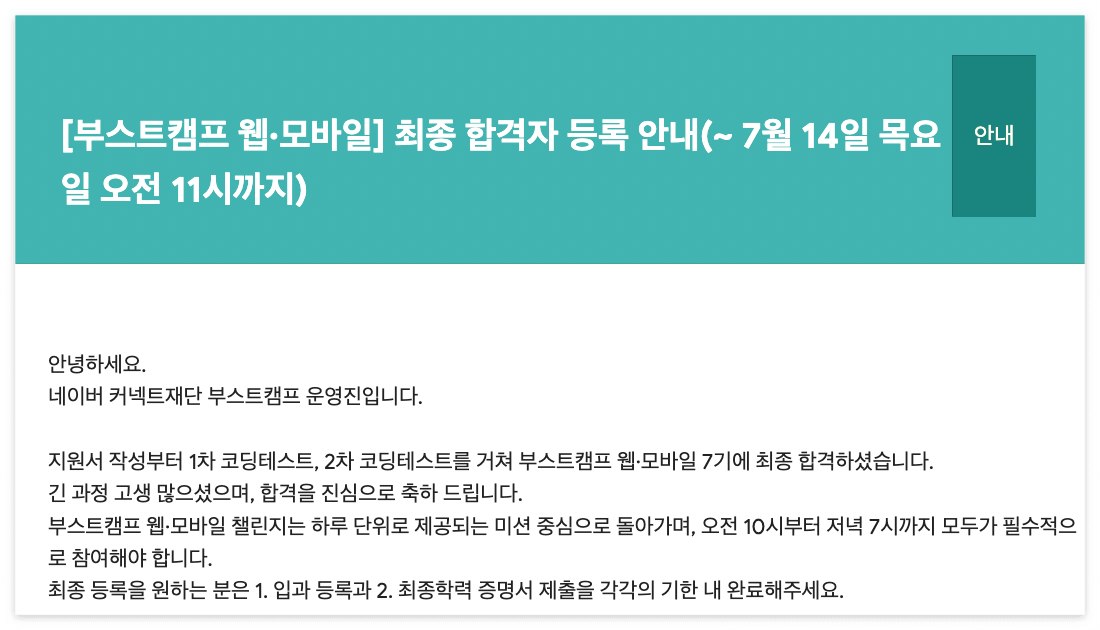 [부스트캠프 웹·모바일] 최종 합격자 등록 안내(~ 7월 14일 목요
일 오전 11시까지)
안내
안녕하세요.
네이버 커넥트재단 부스트캠프 운영진입니다.
지원서 작성부터 1차 코딩테스트, 2차 코딩테스트를 거쳐 부스트캠프 웹·모바일 7기에 최종 합격하셨습니다.
긴 과정 고생 많으셨으며, 합격을 진심으로 축하 드립니다.
부스트캠프 웹·모바일 챌린지는 하루 단위로 제공되는 미션 중심으로 돌아가며, 오전 10시부터 저녁 7시까지 모두가 필수적으
로 참여해야 합니다.
최종 등록을 원하는 분은 1. 입과 등록과 2. 최종학력 증명서 제출을 각각의 기한 내 완료해주세요.